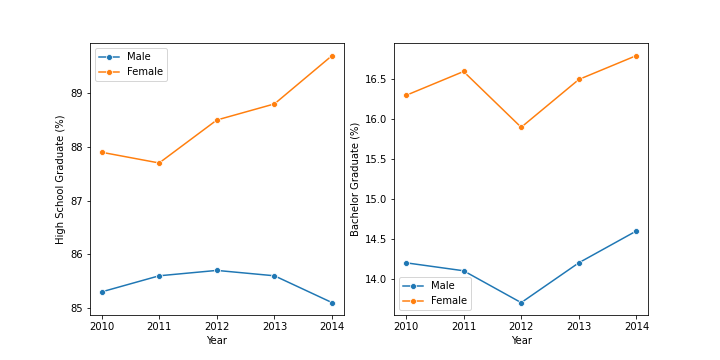 Male
Female
High School Graduate (%)
89
88
87
86
85
2010 2011 2012 2013 2014
Year
Bachelor Graduate (%)
16.5
16.0
15.5
15.0
14.5
14.0
Male
Female
2010 2011 2012 2013 2014
Year